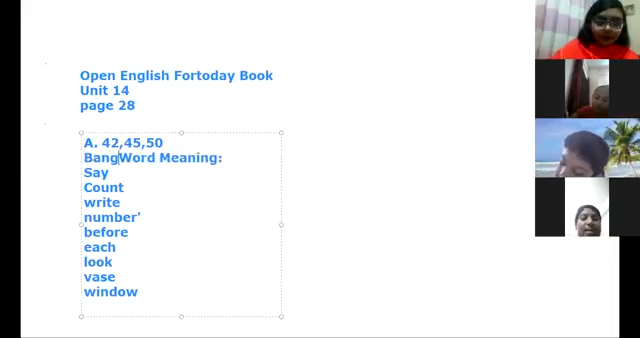 Open English Fortoday Book
Unit 14
page 28
A. 42,45,50
BangWord Meaning:
Say
Count
write
number'
before
each
look
vase
window